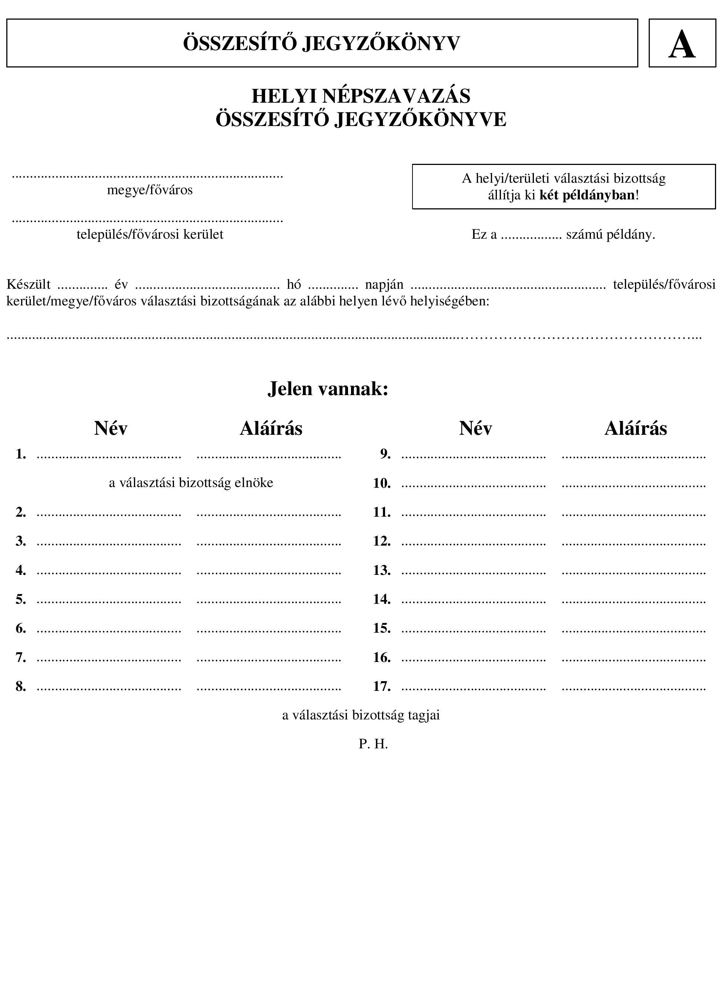 ÖSSZESÍTŐ JEGYZŐKÖNYV
A
HELYI NÉPSZAVAZÁS
ÖSSZESÍTŐ JEGYZŐKÖNYVE
...........................................................................
megye/főváros
...........................................................................
település/fővárosi kerület
A helyi/területi választási bizottság
állítja ki két példányban!
Ez a ................. számú példány.
Készült .............. év ........................................ hó .............. napján ...................................................... település/fővárosi
kerület/megye/főváros választási bizottságának az alábbi helyen lévő helyiségében:
.............................................................................................................................…………………………………………………...
Jelen vannak:
Név Aláírás Név Aláírás
1. ........................................ ........................................ 9. ........................................ ........................................
a választási bizottság elnöke 10. ........................................ ........................................
2. ........................................ ........................................ 11. ........................................ ........................................
3. ........................................ ........................................ 12. ........................................ ........................................
4. ........................................ ........................................ 13. ........................................ ........................................
5. ........................................ ........................................ 14. ........................................ ........................................
6. ........................................ ........................................ 15. ........................................ ........................................
7. ........................................ ........................................ 16. ........................................ ........................................
8. ........................................ ........................................ 17. ........................................ ........................................
a választási bizottság tagjai
P. H.